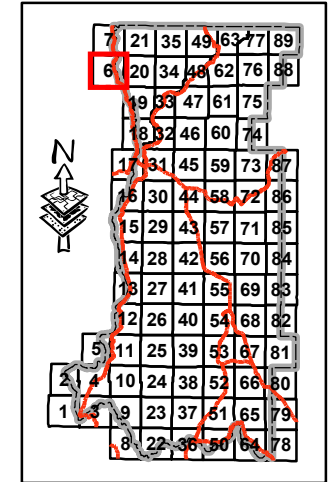 7 21 35 49 63 77 89
6 20 34 48 62 76 88
19 33 47 61 75
18 32 46 60 74
N
17 31 45 59 73 87
16 30 44 58 72 86
15 29 43 57 71 85
14 28 42 56 70 84
13 27 41 55 69 83
12 26 40 54 68 82
5 11 25 39 53 67 81
2 4 10 24 38 52 66 80
1 3 9 23 37 51 65 79
8 22 36 50 64 78